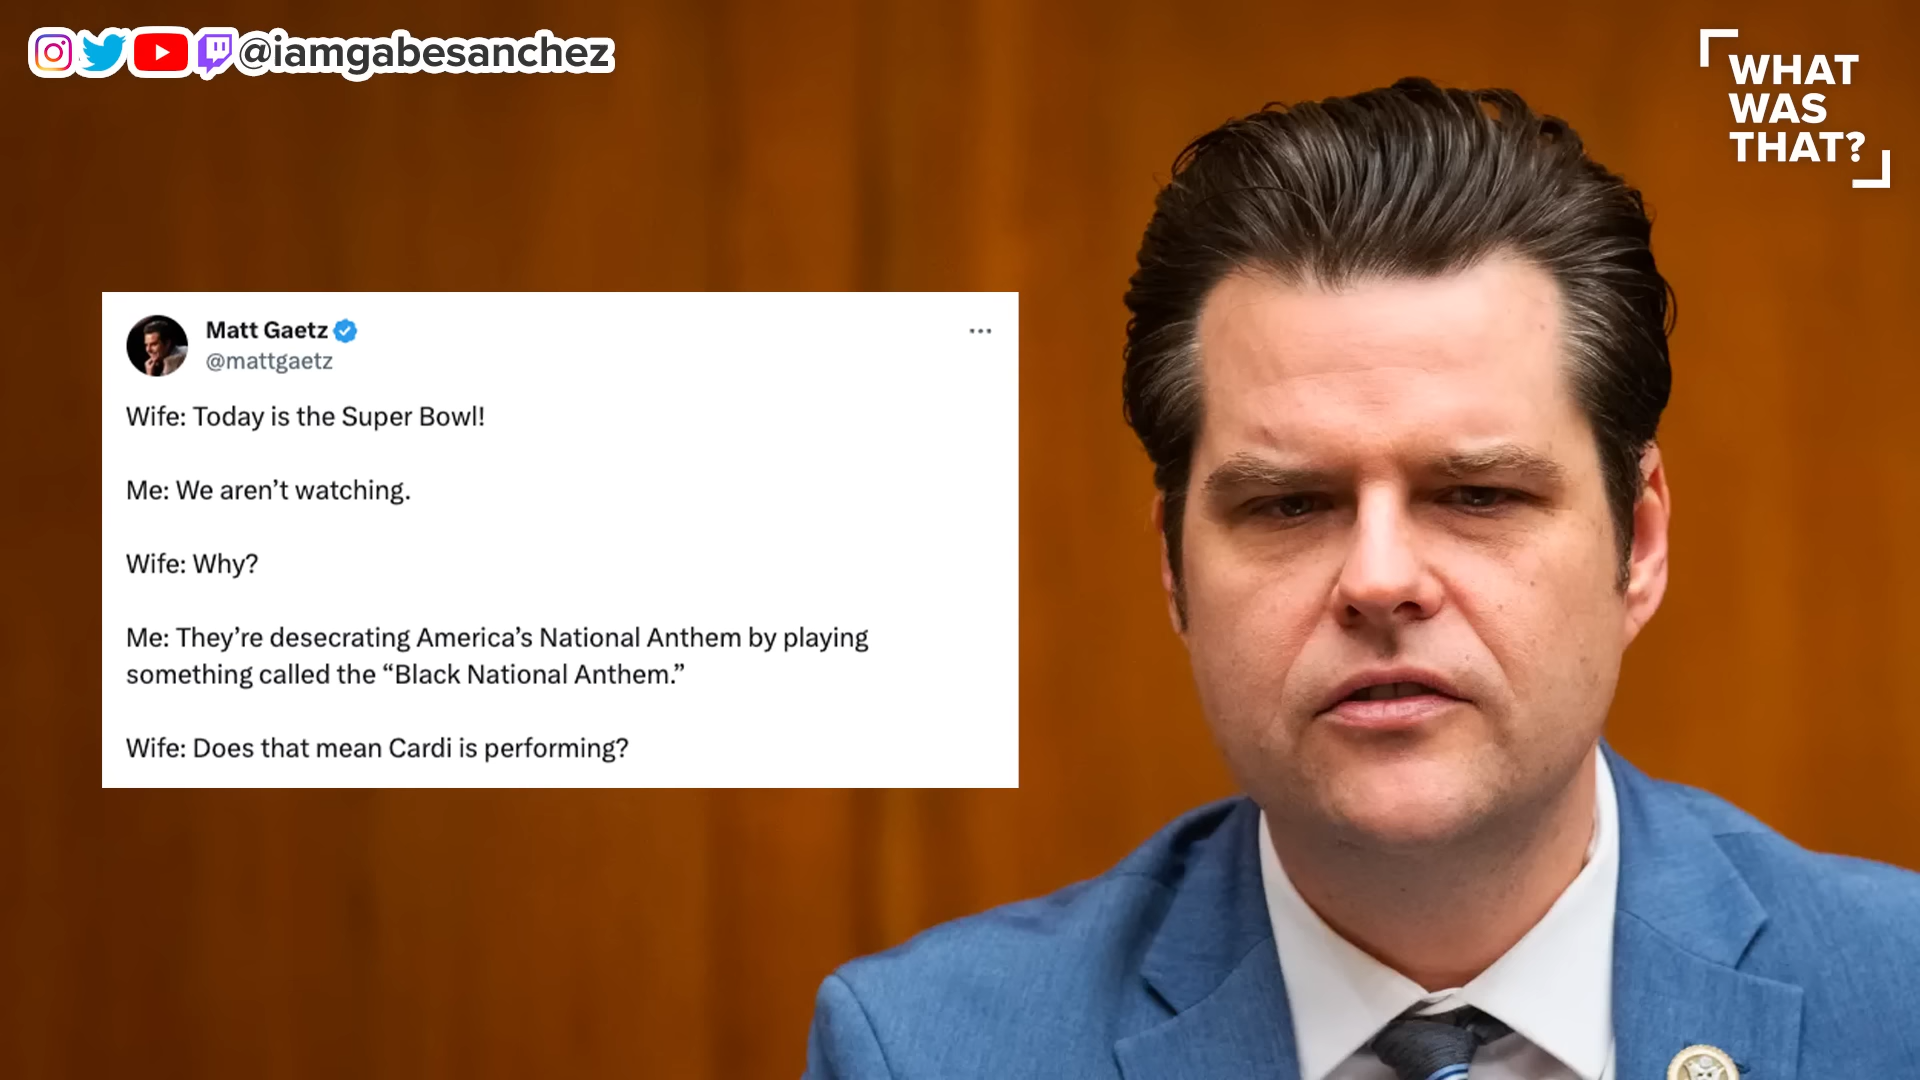 @iamgabesanchez
WHAT
WAS
THAT?
Matt Gaetz
@mattgaetz
Wife: Today is the Super Bowl!
Me: We aren’t watching.
Wife: Why?
Me: They’re desecrating America’s National Anthem by playing
something called the “Black National Anthem.”
Wife: Does that mean Cardi is performing?